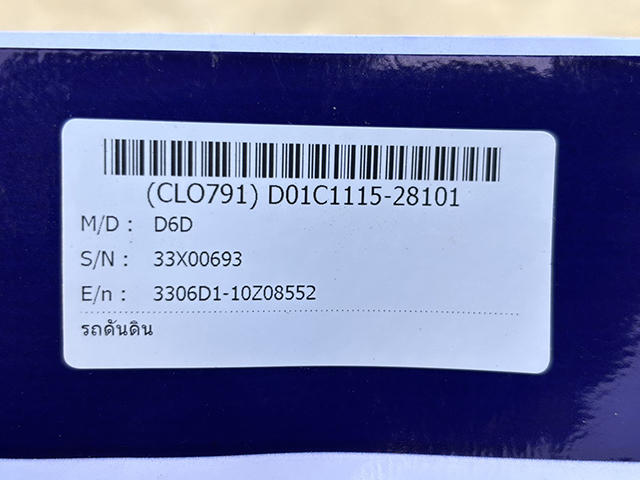 (CLO791) D01C1115-28101
M/D : D6D
S/N : 33X00693
E/n : 3306D1-10Z08552
รถดันดิน